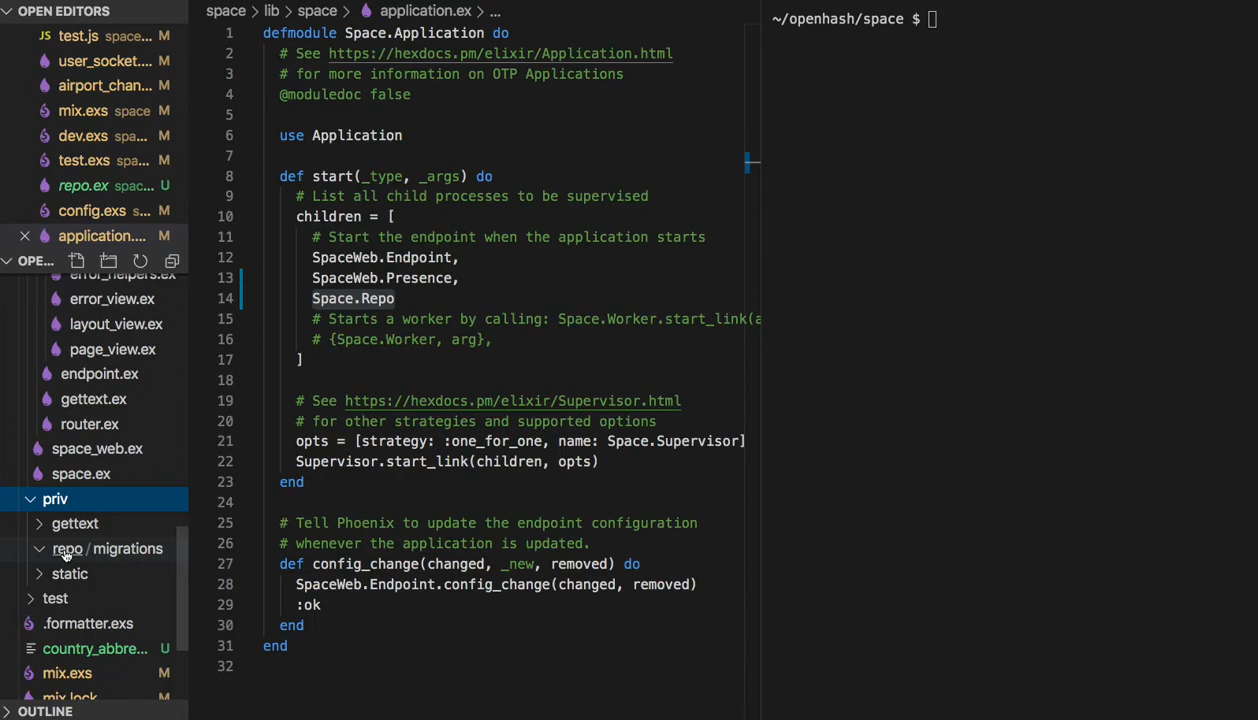 OPEN EDITORS
JS test.js space... M
user_socket.... M
airport_chan... M
mix.exs space M
dev.exs spa... M
test.exs spa... M
repo.ex spac... U
config.exs s... M
application.... M
OPE...
error_helpers.ex
error_view.ex
layout_view.ex
page_view.ex
endpoint.ex
gettext.ex
router.ex
space_web.ex
space.ex
priv
gettext
repo / migrations
static
test
.formatter.exs
country_abbre... U
mix.exs M
mix.lock M
OUTLINE
space > lib > space > application.ex > ...
1 defmodule Space.Application do
2 # See https://hexdocs.pm/elixir/Application.html
3 # for more information on OTP Applications
4 @moduledoc false
5
6 use Application
7
8 def start(_type, _args) do
9 # List all child processes to be supervised
10 children = [
11 # Start the endpoint when the application starts
12 SpaceWeb.Endpoint,
13 SpaceWeb.Presence,
14 Space.Repo
15 # Starts a worker by calling: Space.Worker.start_link(a
16 # {Space.Worker, arg},
17 ]
18
19 # See https://hexdocs.pm/elixir/Supervisor.html
20 # for other strategies and supported options
21 opts = [strategy: :one_for_one, name: Space.Supervisor]
22 Supervisor.start_link(children, opts)
23 end
24
25 # Tell Phoenix to update the endpoint configuration
26 # whenever the application is updated.
27 def config_change(changed, _new, removed) do
28 SpaceWeb.Endpoint.config_change(changed, removed)
29 :ok
30 end
31 end
32
~/openhash/space $